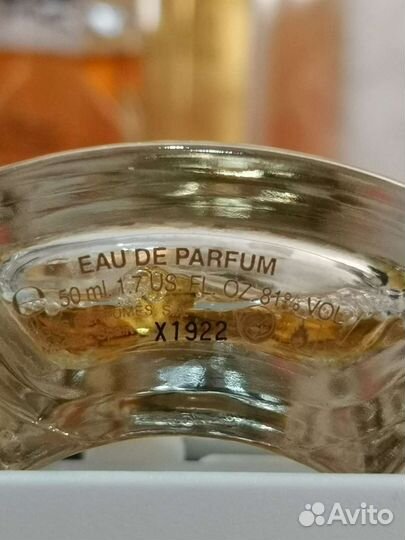 EAU DE PARFUM
50 ml 1.7 US. FL. OZ. 81% VOL
X1922
Avito